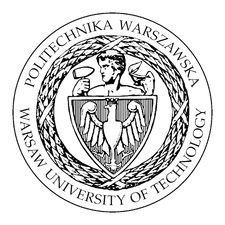 POLITECHNIKA WARSZAWSKA
WARSAW UNIVERSITY OF TECHNOLOGY